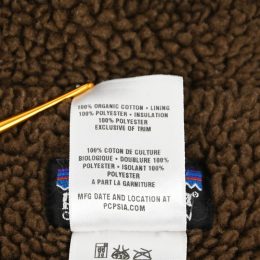 100% ORGANIC COTTON • LINING
100% POLYESTER • INSULATION
100% POLYESTER
EXCLUSIVE OF TRIM
100% COTON DE CULTURE
BIOLOGIQUE • DOUBLURE 100%
POLYESTER • ISOLANT 100%
POLYESTER
A PART LA GARNITURE
MFG DATE AND LOCATION AT
PCPSIA.COM